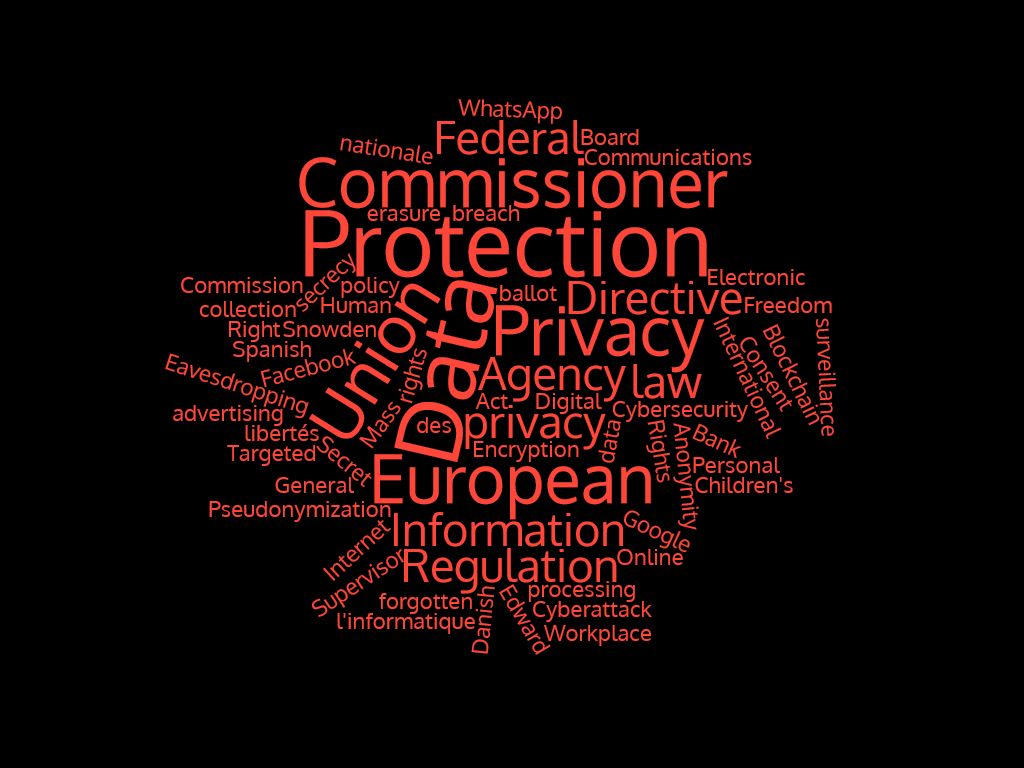 WhatsApp
Federal
Board
nationale
Communications
Commissioner
erasure
breach
Protection
secrecy
Commission
policy
Electronic
ballot
Directive
collection
Human
Freedom
Union
Data
Privacy
Right
Snowden
Spanish
Facebook
Eavesdropping
rights
Agency
law
International
Consent
Blockchain
surveillance
Act
Digital
advertising
Mass
des
privacy
Cybersecurity
libertés
Targeted
Secret
Encryption
data
Rights
Anonymity
Bank
General
European
Personal
Children's
Pseudonymization
Information
Google
Internet
Supervisor
Regulation
Online
forgotten
processing
l'informatique
Danish
Edward
Cyberattack
Workplace